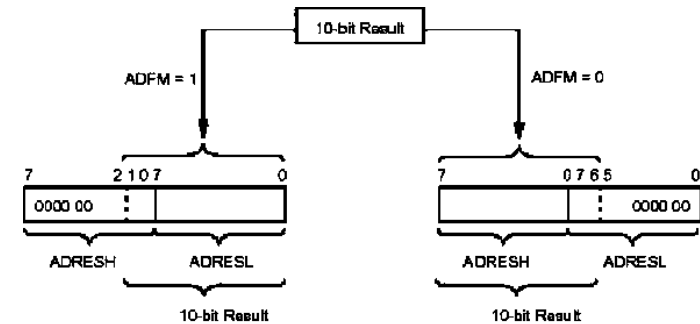 10-bit Result
ADFM = 1
ADFM = 0
7 2 1 0 7 0
7 0 7 6 5 0
0000 00
0000 00
ADRESH ADRESL
ADRESH ADRESL
10-bit Result
10-bit Result